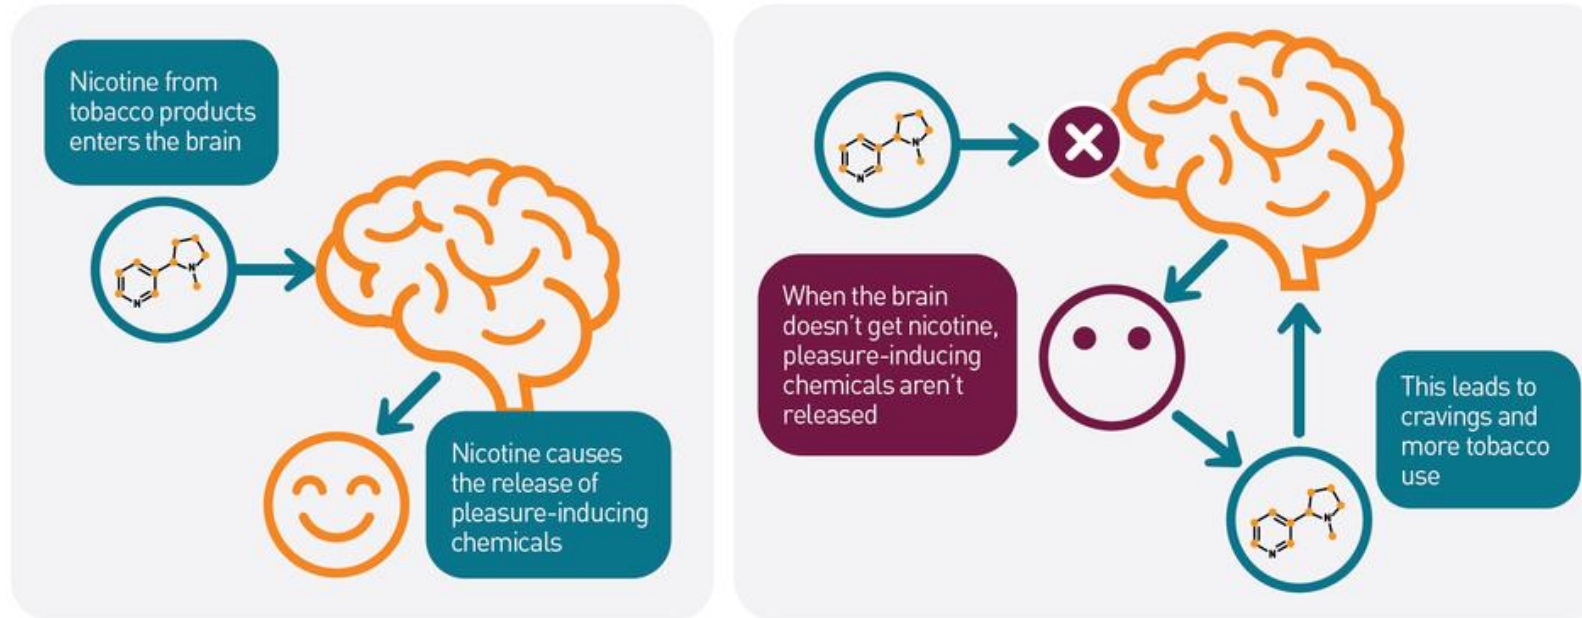 Nicotine from
tobacco products
enters the brain
N
N
Nicotine causes
the release of
pleasure-inducing
chemicals
N
N
When the brain
doesn't get nicotine,
pleasure-inducing
chemicals aren't
released
This leads to
cravings and
more tobacco
use
N
N